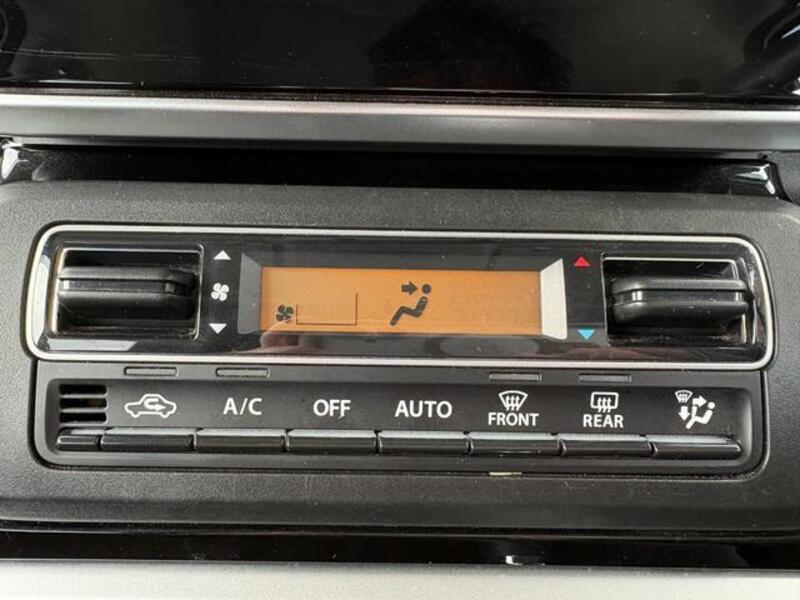 A/C OFF AUTO FRONT REAR